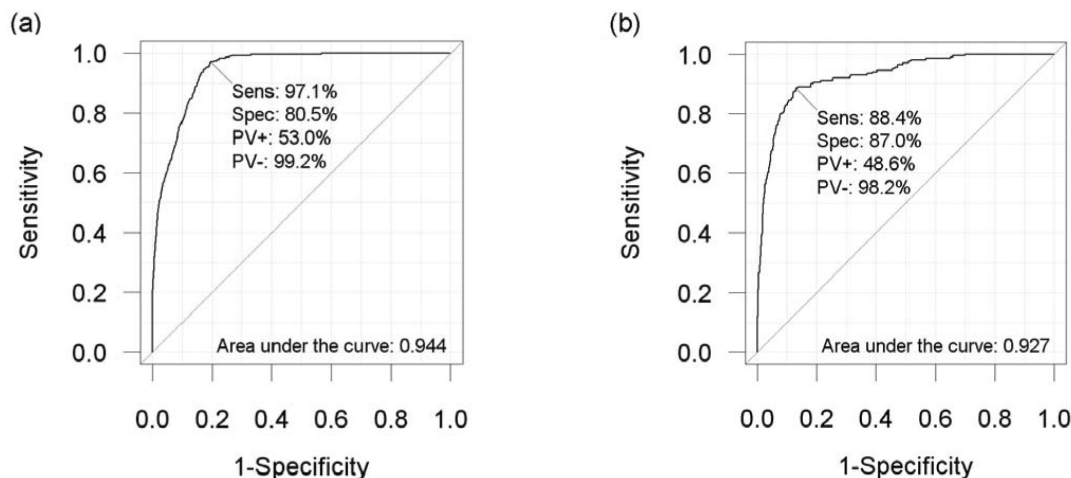 (a)
1.0
0.8
0.6
0.4
0.2
0.0
Sensitivity
Sens: 97.1%
Spec: 80.5%
PV+: 53.0%
PV-: 99.2%
Area under the curve: 0.944
0.0 0.2 0.4 0.6 0.8 1.0
1-Specificity
(b)
1.0
0.8
0.6
0.4
0.2
0.0
Sensitivity
Sens: 88.4%
Spec: 87.0%
PV+: 48.6%
PV-: 98.2%
Area under the curve: 0.927
0.0 0.2 0.4 0.6 0.8 1.0
1-Specificity